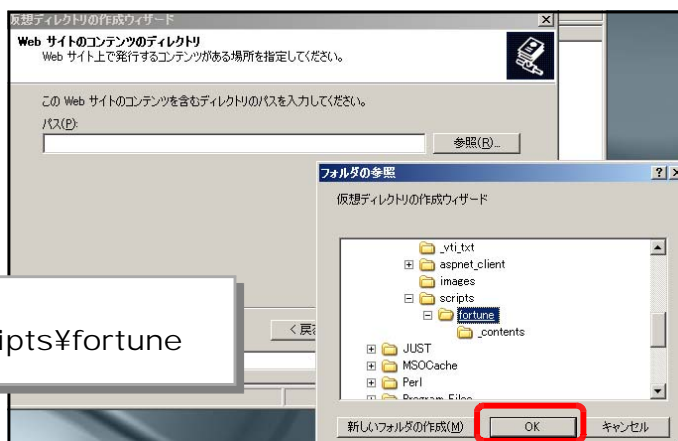 仮想ディレクトリの作成ウィザード
Web サイトのコンテンツのディレクトリ
Web サイト上で発行するコンテンツがある場所を指定してください。
この Web サイトのコンテンツを含むディレクトリのパスを入力してください。
パス(P):
参照(R)...
フォルダの参照
仮想ディレクトリの作成ウィザード
_vti_txt
aspnet_client
images
scripts
fortune
_contents
JUST
MSOCache
Perl
Program Files
新しいフォルダの作成(M)
OK
キャンセル
< 戻
ipts¥fortune